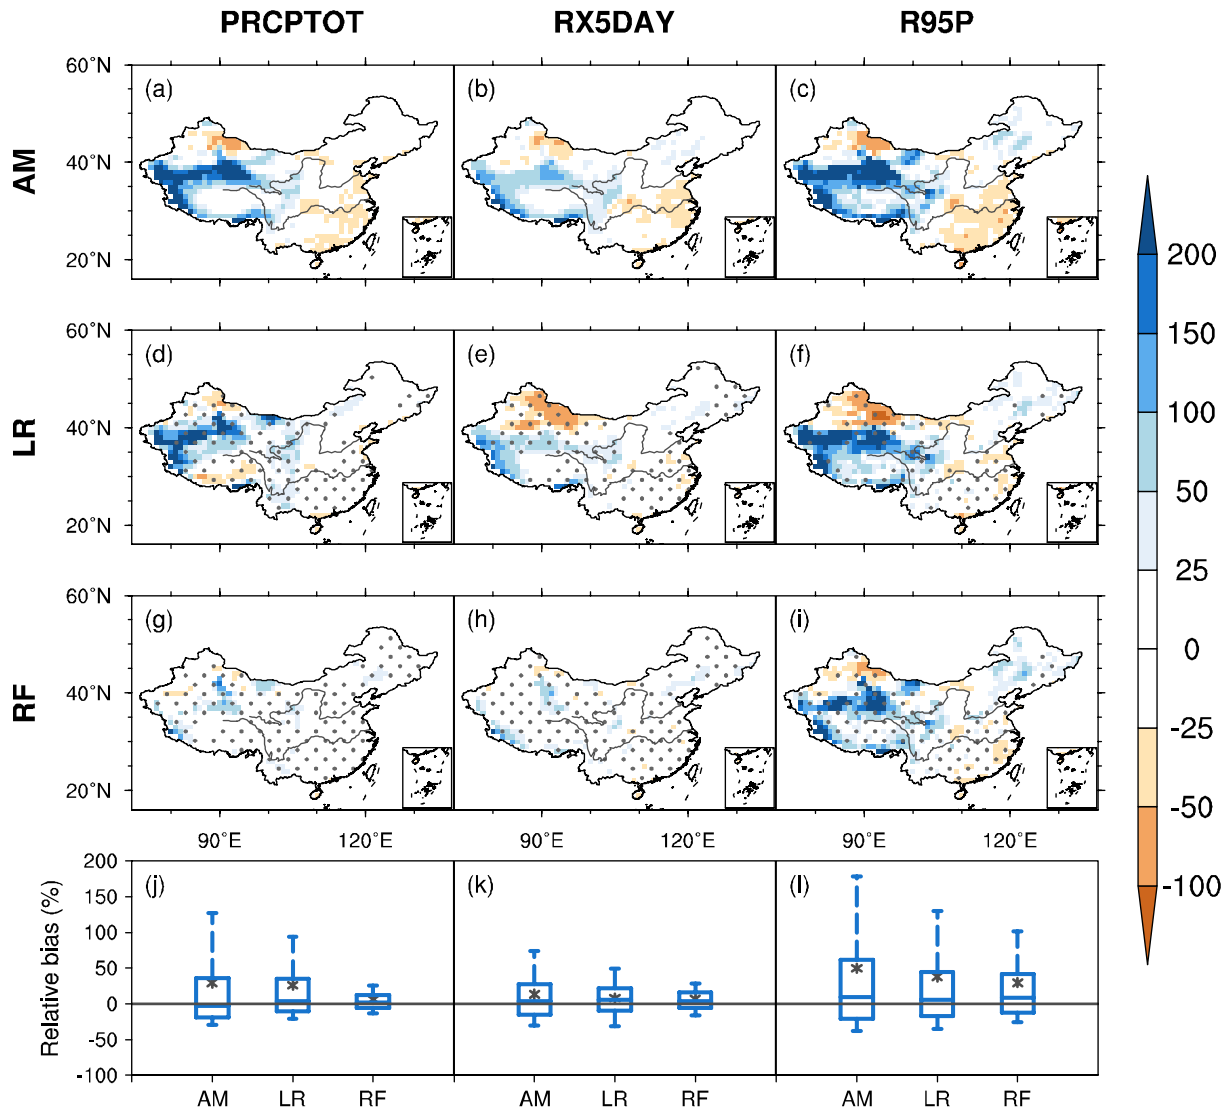 PRCPTOT RX5DAY R95P
60°N (a) (b) (c)
AM
40°N
20°N
(d) (e) (f)
60°N
LR
40°N
20°N
(g) (h) (i)
60°N
RF
40°N
20°N
90°E 120°E 90°E 120°E
200
150
100
50
25
0
-25
-50
-100
(j) (k) (l)
Relative bias (%)
200
150
100
50
0
-50
-100
AM LR RF AM LR RF AM LR RF